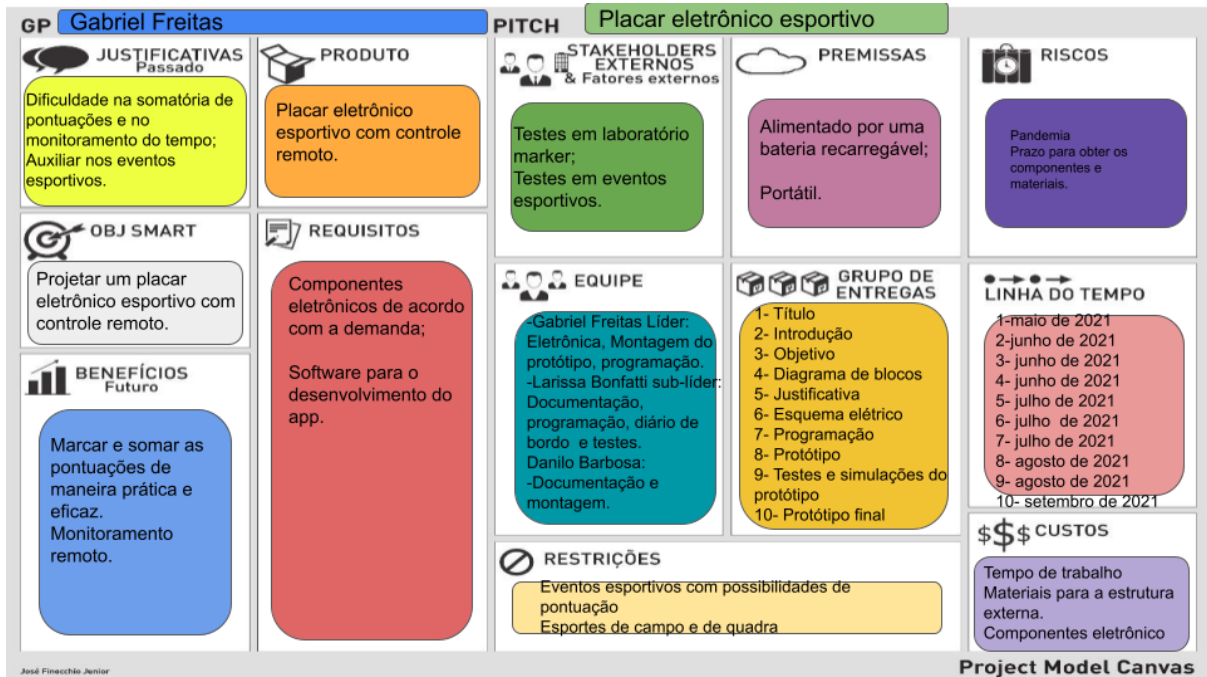 GP
Gabriel Freitas
PITCH
Placar eletrônico esportivo
JUSTIFICATIVAS
Passado
Dificuldade na somatória de
pontuações e no
monitoramento do tempo;
Auxiliar nos eventos
esportivos.
PRODUTO
Placar eletrônico
esportivo com controle
remoto.
STAKEHOLDERS
EXTERNOS
& Fatores externos
Testes em laboratório
marker;
Testes em eventos
esportivos.
PREMISSAS
Alimentado por uma
bateria recarregável;
Portátil.
RISCOS
Pandemia
Prazo para obter os
componentes e
materiais.
OBJ SMART
Projetar um placar
eletrônico esportivo com
controle remoto.
REQUISITOS
Componentes
eletrônicos de acordo
com a demanda;
Software para o
desenvolvimento do
app.
EQUIPE
-Gabriel Freitas Líder:
Eletrônica, Montagem do
protótipo, programação.
-Larissa Bonfatti sub-líder:
Documentação,
programação, diário de
bordo e testes.
Danilo Barbosa:
-Documentação e
montagem.
GRUPO DE
ENTREGAS
1- Título
2- Introdução
3- Objetivo
4- Diagrama de blocos
5- Justificativa
6- Esquema elétrico
7- Programação
8- Protótipo
9- Testes e simulações do
protótipo
10- Protótipo final
LINHA DO TEMPO
1-maio de 2021
2-junho de 2021
3- junho de 2021
4- junho de 2021
5- julho de 2021
6- julho de 2021
7- julho de 2021
8- agosto de 2021
9- agosto de 2021
10- setembro de 2021
BENEFÍCIOS
Futuro
Marcar e somar as
pontuações de
maneira prática e
eficaz.
Monitoramento
remoto.
RESTRIÇÕES
Eventos esportivos com possibilidades de
pontuação
Esportes de campo e de quadra
$$$ CUSTOS
Tempo de trabalho
Materiais para a estrutura
externa.
Componentes eletrônico
José Finocchio Junior
Project Model Canvas